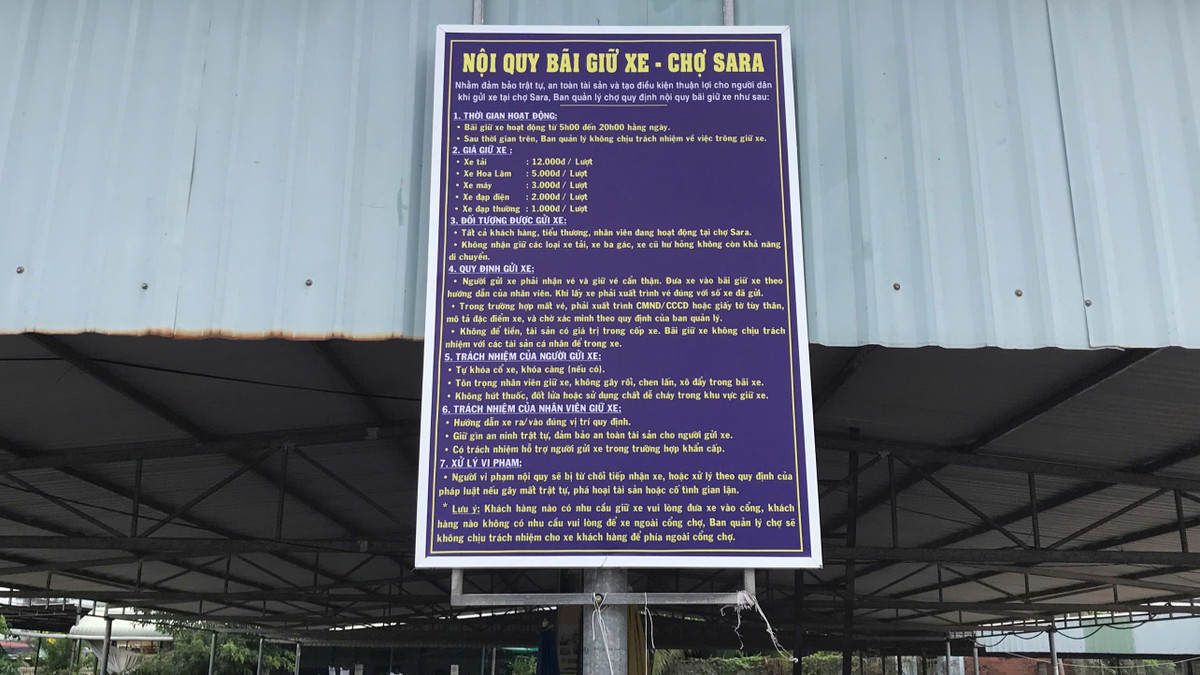 NỘI QUY BÃI GIỮ XE - CHỢ SARA
Nhằm đảm bảo trật tự, an toàn tài sản và tạo điều kiện thuận lợi cho người dân
khi gửi xe tại chợ Sara, Ban quản lý chợ quy định nội quy bãi giữ xe như sau:
1. THỜI GIAN HOẠT ĐỘNG:
• Bãi giữ xe hoạt động từ 5h00 đến 20h00 hằng ngày.
• Sau thời gian trên, Ban quản lý không chịu trách nhiệm về việc trông giữ xe.
2. GIÁ GIỮ XE :
• Xe tải : 12.000đ / Lượt
• Xe Hoa Lâm : 5.000đ / Lượt
• Xe máy : 3.000đ / Lượt
• Xe đạp điện : 2.000đ / Lượt
• Xe đạp thường : 1.000đ / Lượt
3. ĐỐI TƯỢNG ĐƯỢC GỬI XE:
• Tất cả khách hàng, tiểu thương, nhân viên đang hoạt động tại chợ Sara.
• Không nhận giữ các loại xe tải, xe ba gác, xe cũ hư hỏng không còn khả năng
di chuyển.
4. QUY ĐỊNH GỬI XE:
• Người gửi xe phải nhận vé và giữ vé cẩn thận. Đưa xe vào bãi giữ xe theo
hướng dẫn của nhân viên. Khi lấy xe phải xuất trình vé đúng với số xe đã gửi.
• Trong trường hợp mất vé, phải xuất trình CMND/CCCD hoặc giấy tờ tùy thân,
mô tả đặc điểm xe, và chờ xác minh theo quy định của ban quản lý.
• Không để tiền, tài sản có giá trị trong cốp xe. Bãi giữ xe không chịu trách
nhiệm với các tài sản cá nhân để trong xe.
5. TRÁCH NHIỆM CỦA NGƯỜI GỬI XE:
• Tự khóa cổ xe, khóa càng (nếu có).
• Tôn trọng nhân viên giữ xe, không gây rối, chen lấn, xô đẩy trong bãi xe.
• Không hút thuốc, đốt lửa hoặc sử dụng chất dễ cháy trong khu vực giữ xe.
6. TRÁCH NHIỆM CỦA NHÂN VIÊN GIỮ XE:
• Hướng dẫn xe ra/vào đúng vị trí quy định.
• Giữ gìn an ninh trật tự, đảm bảo an toàn tài sản cho người gửi xe.
• Có trách nhiệm hỗ trợ người gửi xe trong trường hợp khẩn cấp.
7. XỬ LÝ VI PHẠM:
• Người vi phạm nội quy sẽ bị từ chối tiếp nhận xe, hoặc xử lý theo quy định của
pháp luật nếu gây mất trật tự, phá hoại tài sản hoặc cố tình gian lận.
* Lưu ý: Khách hàng nào có nhu cầu giữ xe vui lòng đưa xe vào cổng, khách
hàng nào không có nhu cầu vui lòng để xe ngoài cổng chợ, Ban quản lý chợ sẽ
không chịu trách nhiệm cho xe khách hàng để phía ngoài cổng chợ.